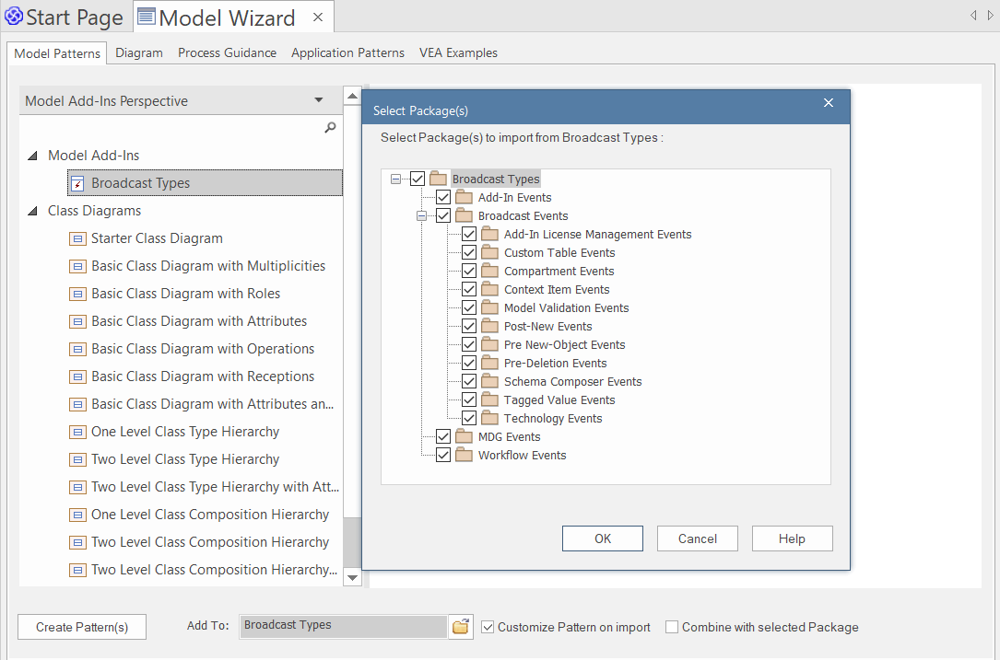 Start Page
Model Wizard
Model Patterns
Diagram
Process Guidance
Application Patterns
VEA Examples
Model Add-Ins Perspective
Model Add-Ins
Broadcast Types
Class Diagrams
Starter Class Diagram
Basic Class Diagram with Multiplicities
Basic Class Diagram with Roles
Basic Class Diagram with Attributes
Basic Class Diagram with Operations
Basic Class Diagram with Receptions
Basic Class Diagram with Attributes an...
One Level Class Type Hierarchy
Two Level Class Type Hierarchy
Two Level Class Type Hierarchy with Att...
One Level Class Composition Hierarchy
Two Level Class Composition Hierarchy
Two Level Class Composition Hierarchy...
Select Package(s)
Select Package(s) to import from Broadcast Types :
Broadcast Types
Add-In Events
Broadcast Events
Add-In License Management Events
Custom Table Events
Compartment Events
Context Item Events
Model Validation Events
Post-New Events
Pre New-Object Events
Pre-Deletion Events
Schema Composer Events
Tagged Value Events
Technology Events
MDG Events
Workflow Events
OK
Cancel
Help
Create Pattern(s)
Add To:
Broadcast Types
Customize Pattern on import
Combine with selected Package